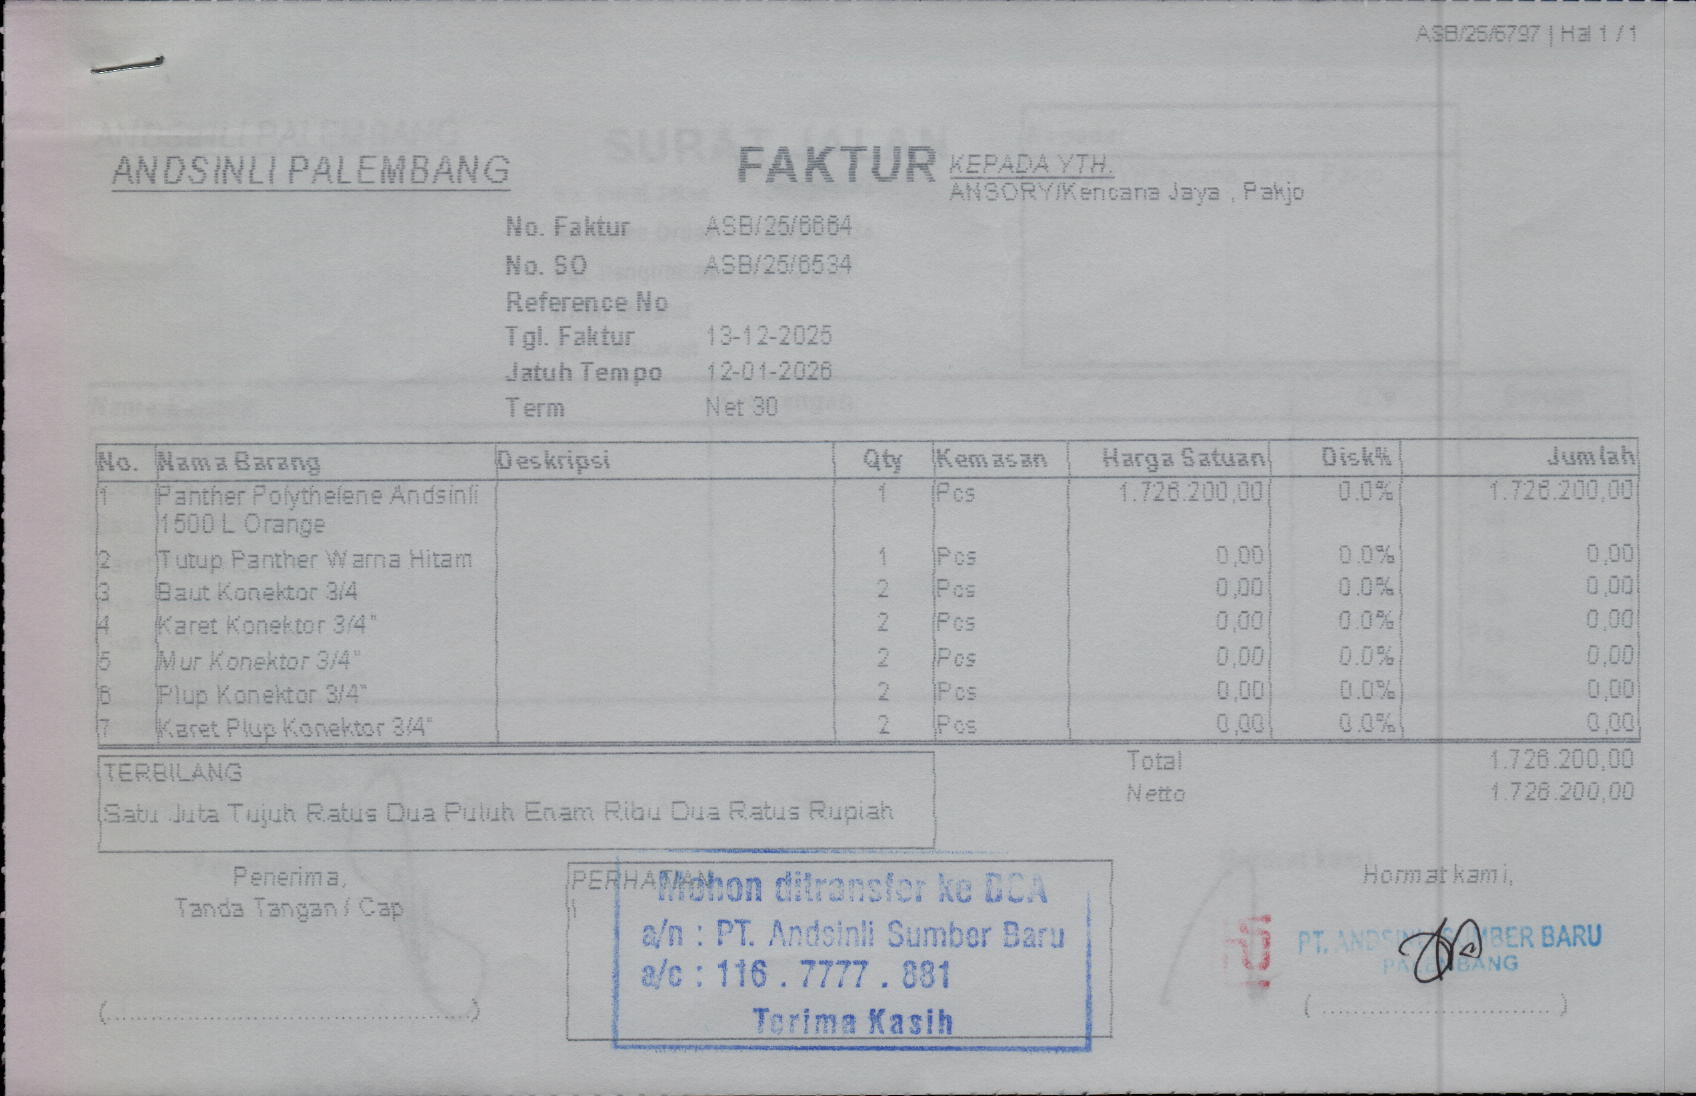 ASB/25/6797 | Hal 1 / 1
ANDSINLI PALEMBANG
FAKTUR
KEPADA YTH.
ANSORY/Kencana Jaya , Pakjo
No. Faktur ASB/25/6664
No. SO ASB/25/6534
Reference No
Tgl. Faktur 13-12-2025
Jatuh Tempo 12-01-2026
Term Net 30
No. Nama Barang Deskripsi Qty Kemasan Harga Satuan Disk% Jumlah
1 Panther Polythelene Andsinli 1 Pcs 1.726.200,00 0.0% 1.726.200,00
1500 L Orange
2 Tutup Panther Warna Hitam 1 Pcs 0,00 0.0% 0,00
3 Baut Konektor 3/4 2 Pcs 0,00 0.0% 0,00
4 Karet Konektor 3/4" 2 Pcs 0,00 0.0% 0,00
5 Mur Konektor 3/4" 2 Pcs 0,00 0.0% 0,00
6 Plup Konektor 3/4" 2 Pcs 0,00 0.0% 0,00
7 Karet Plup Konektor 3/4" 2 Pcs 0,00 0.0% 0,00
Total 1.726.200,00
Netto 1.726.200,00
TERBILANG
Satu Juta Tujuh Ratus Dua Puluh Enam Ribu Dua Ratus Rupiah
Penerima,
Tanda Tangan / Cap
(................................................)
PERHATIAN
Mohon ditransfer ke BCA
a/n : PT. Andsinli Sumber Baru
a/c : 116 . 7777 . 881
Terima Kasih
Hormat kami,
PT. ANDSINLI SUMBER BARU
PALEMBANG
( .............................. )